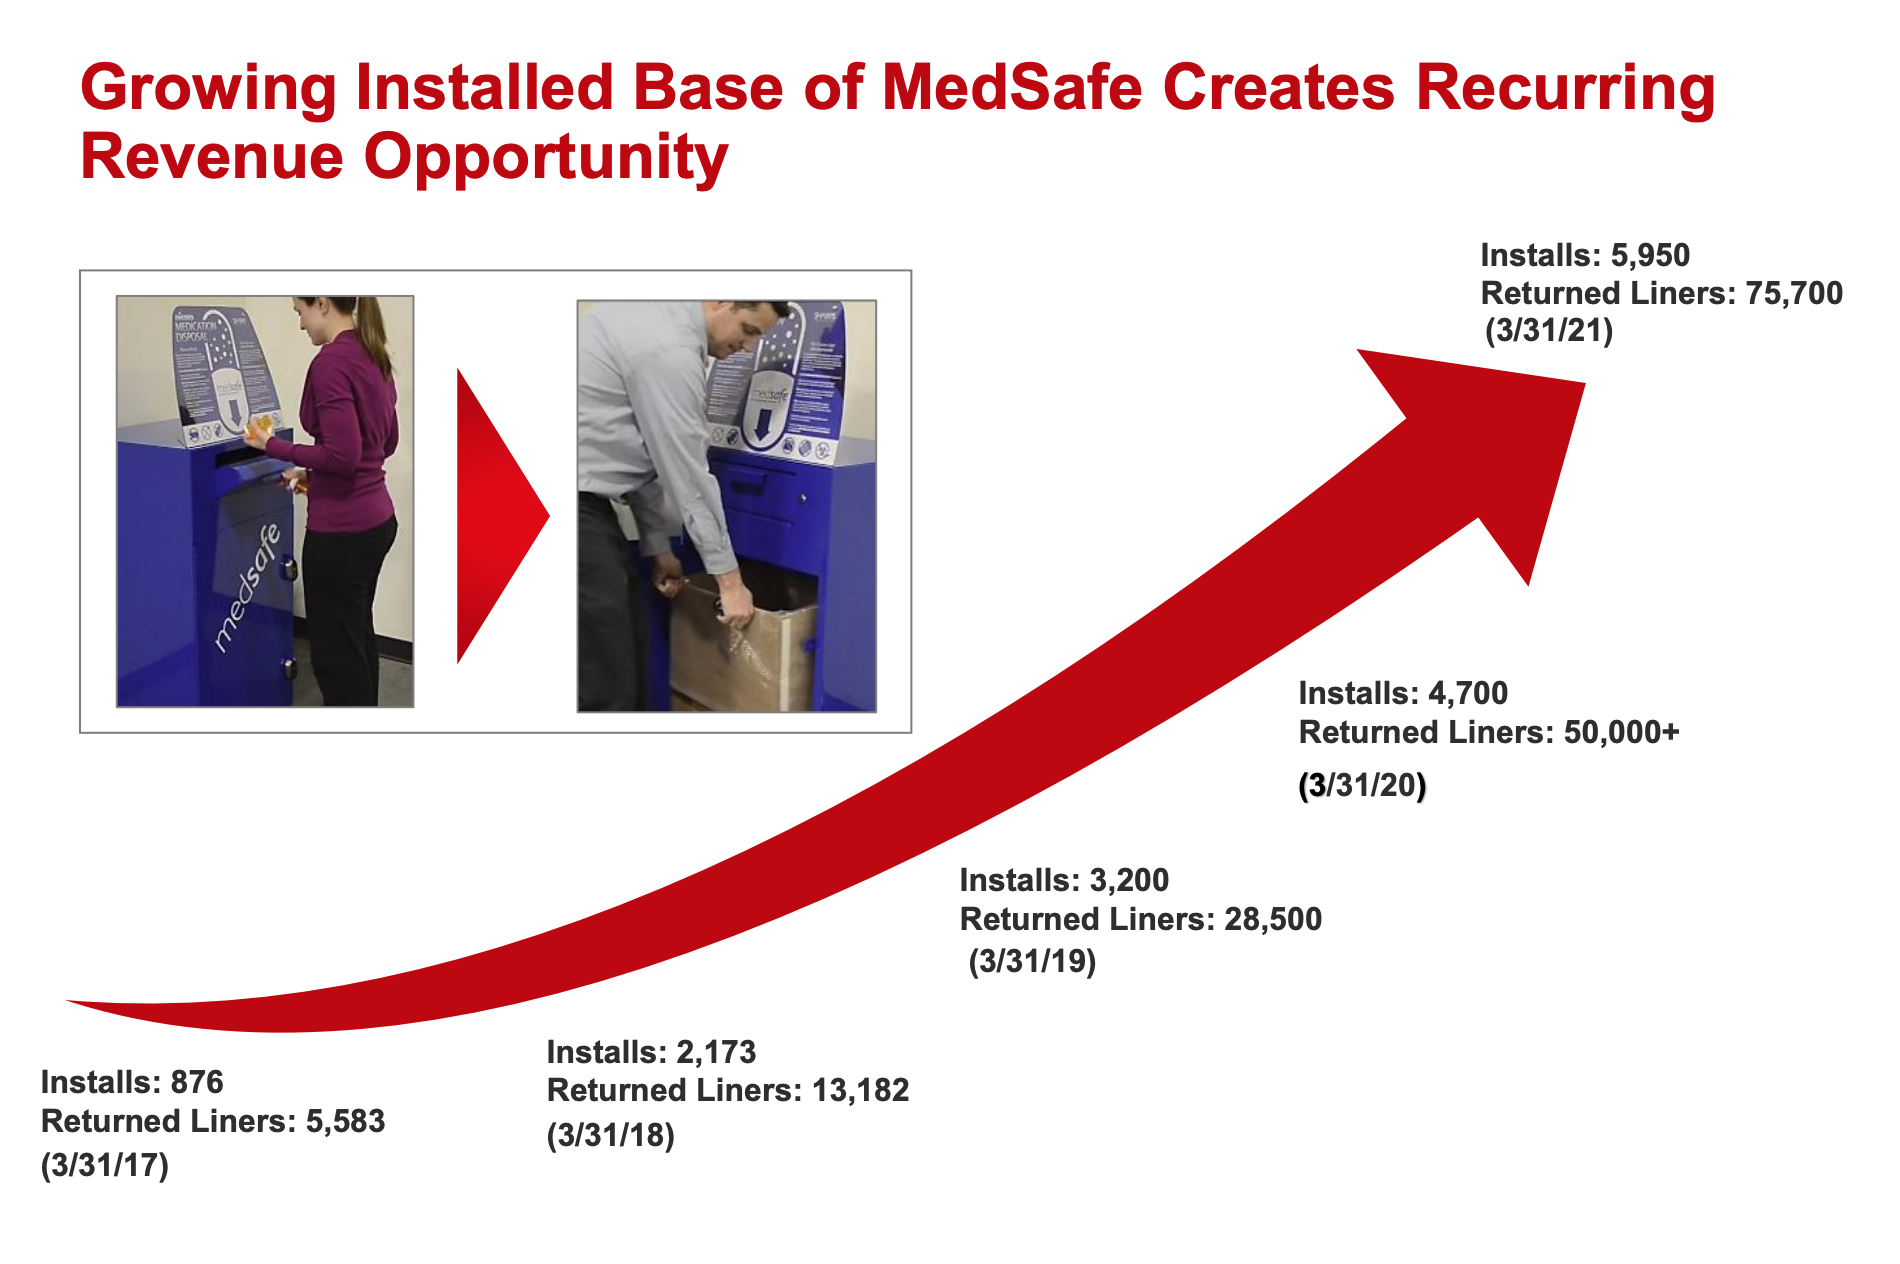 Growing Installed Base of MedSafe Creates Recurring
Revenue Opportunity
MEDICATION
DISPOSAL
medsafe
medsafe
medsafe
Installs: 5,950
Returned Liners: 75,700
(3/31/21)
Installs: 4,700
Returned Liners: 50,000+
(3/31/20)
Installs: 3,200
Returned Liners: 28,500
(3/31/19)
Installs: 2,173
Returned Liners: 13,182
(3/31/18)
Installs: 876
Returned Liners: 5,583
(3/31/17)